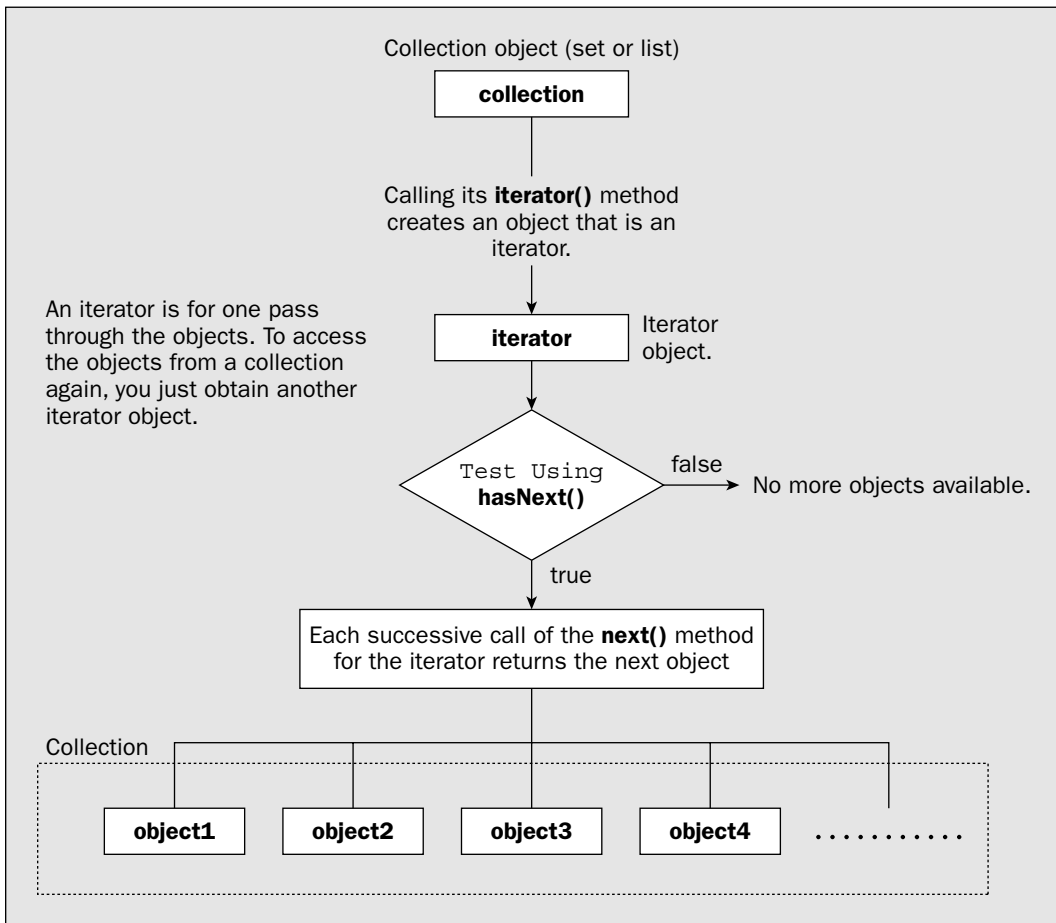 Collection object (set or list)
collection
Calling its iterator() method
creates an object that is an
iterator.
An iterator is for one pass
through the objects. To access
the objects from a collection
again, you just obtain another
iterator object.
iterator
Iterator
object.
Test Using
hasNext()
false
No more objects available.
true
Each successive call of the next() method
for the iterator returns the next object
Collection
object1
object2
object3
object4
. . . . . . . . . . .